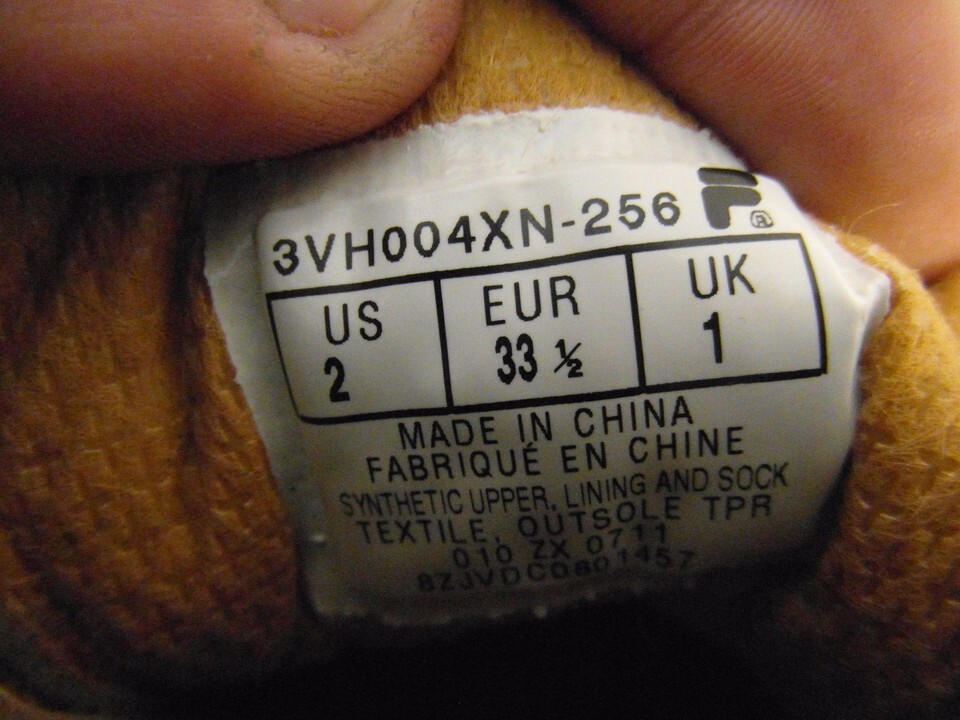 3VH004XN-256 F®
US EUR UK
2 33 ½ 1
MADE IN CHINA
FABRIQUÉ EN CHINE
SYNTHETIC UPPER, LINING AND SOCK
TEXTILE, OUTSOLE TPR
010 ZX 0711
8ZJVDC0801457